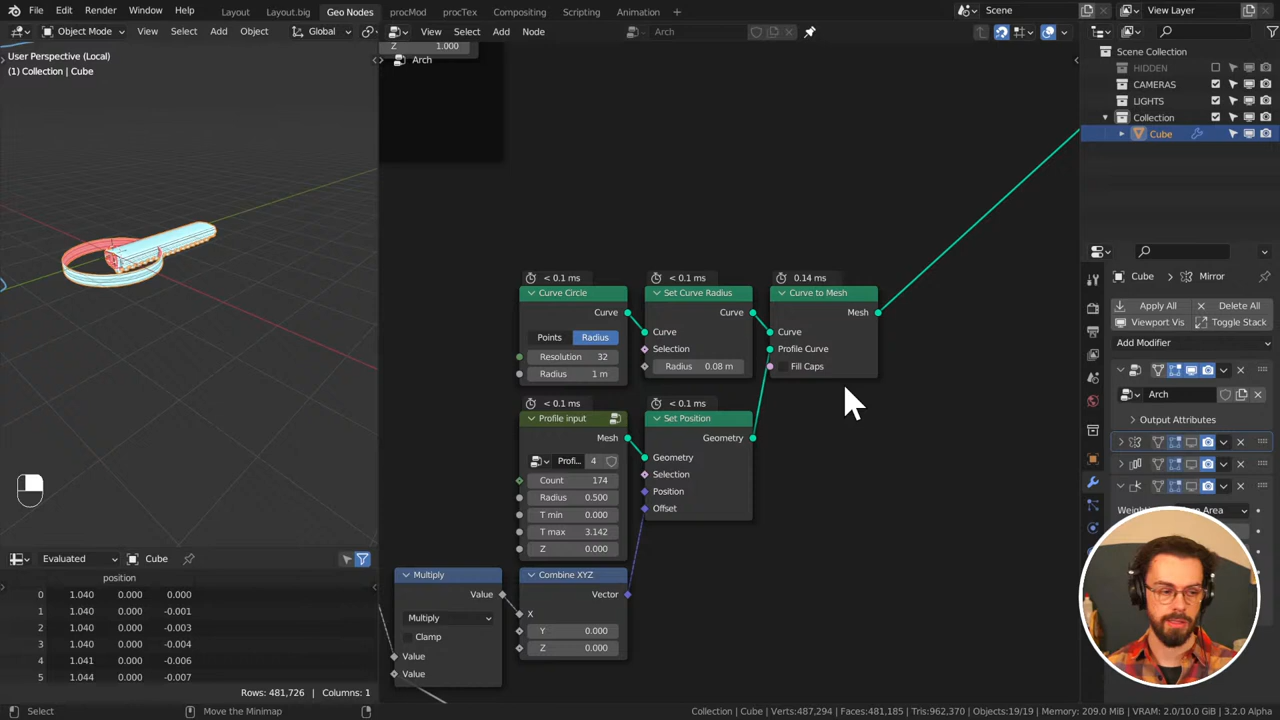 File Edit Render Window Help Layout Layout.big Geo Nodes procMod procTex Compositing Scripting Animation + Scene View Layer
Object Mode View Select Add Object Global View Select Add Node Arch
User Perspective (Local)
(1) Collection | Cube
Z 1.000
Arch
Scene Collection
HIDDEN
CAMERAS
LIGHTS
Collection
Cube
Cube Mirror
Apply All Delete All
Viewport Vis Toggle Stack
Add Modifier
Arch
Output Attributes
< 0.1 ms < 0.1 ms 0.14 ms
Curve Circle Set Curve Radius Curve to Mesh
Curve Curve Mesh
Points Radius Curve Curve
Resolution 32 Selection Profile Curve
Radius 1 m Radius 0.08 m Fill Caps
< 0.1 ms < 0.1 ms
Profile input Set Position
Mesh Geometry
Profi.. 4 Geometry
Count 174 Selection
Radius 0.500 Position
T min 0.000 Offset
T max 3.142
Z 0.000
Multiply Combine XYZ
Value Vector
Multiply X
Clamp Y 0.000
Value Z 0.000
Value
Evaluated Cube
position
0 1.040 0.000 0.000
1 1.040 0.000 -0.001
2 1.040 0.000 -0.003
3 1.040 0.000 -0.004
4 1.041 0.000 -0.006
5 1.044 0.000 -0.007
Rows: 481,726 | Columns: 1
Select Move the Minimap Collection | Cube | Verts:487,294 | Faces:481,185 | Tris:962,370 | Objects:19/19 | Memory: 209.0 MiB | VRAM: 2.0/10.0 GiB | 3.2.0 Alpha